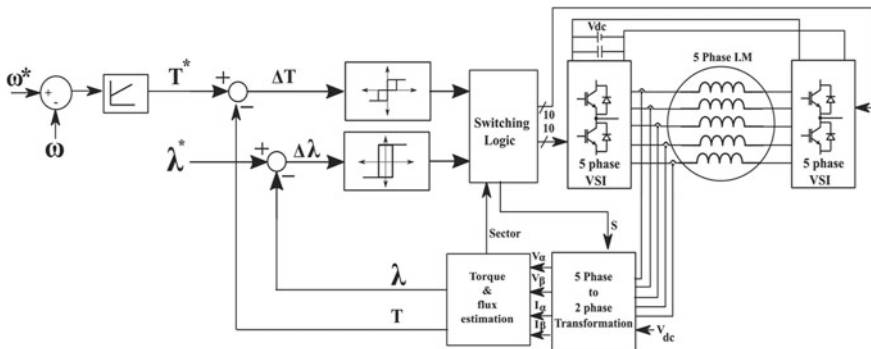 Vdc
5 Phase I.M
ω*
+
-
ω
T*
+
−
ΔT
λ*
+
−
Δλ
Switching
Logic
10
10
5 phase
VSI
5 phase
VSI
Sector
S
λ
T
Torque
&
flux
estimation
Vα
Vβ
Iα
Iβ
5 Phase
to
2 phase
Transformation
Vdc